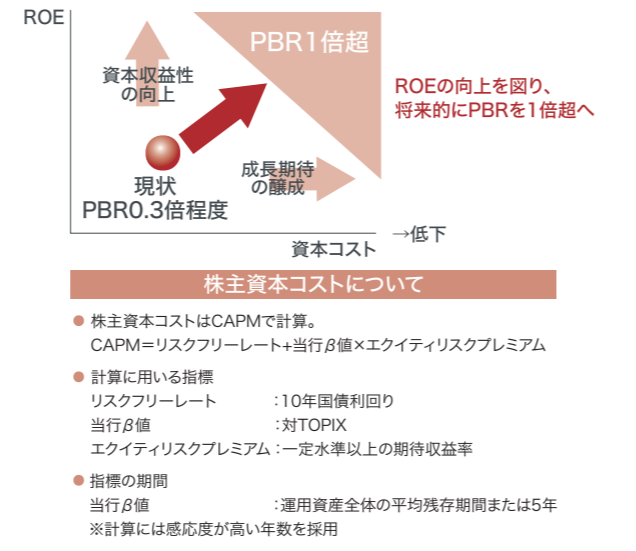 ROE
PBR1倍超
資本収益性
の向上
ROEの向上を図り、
将来的にPBRを1倍超へ
成長期待
の醸成
現状
PBR0.3倍程度
資本コスト →低下
株主資本コストについて
● 株主資本コストはCAPMで計算。
CAPM＝リスクフリーレート+当行β値×エクイティリスクプレミアム
● 計算に用いる指標
リスクフリーレート ：10年国債利回り
当行β値 ：対TOPIX
エクイティリスクプレミアム：一定水準以上の期待収益率
● 指標の期間
当行β値 ：運用資産全体の平均残存期間または5年
※計算には感応度が高い年数を採用